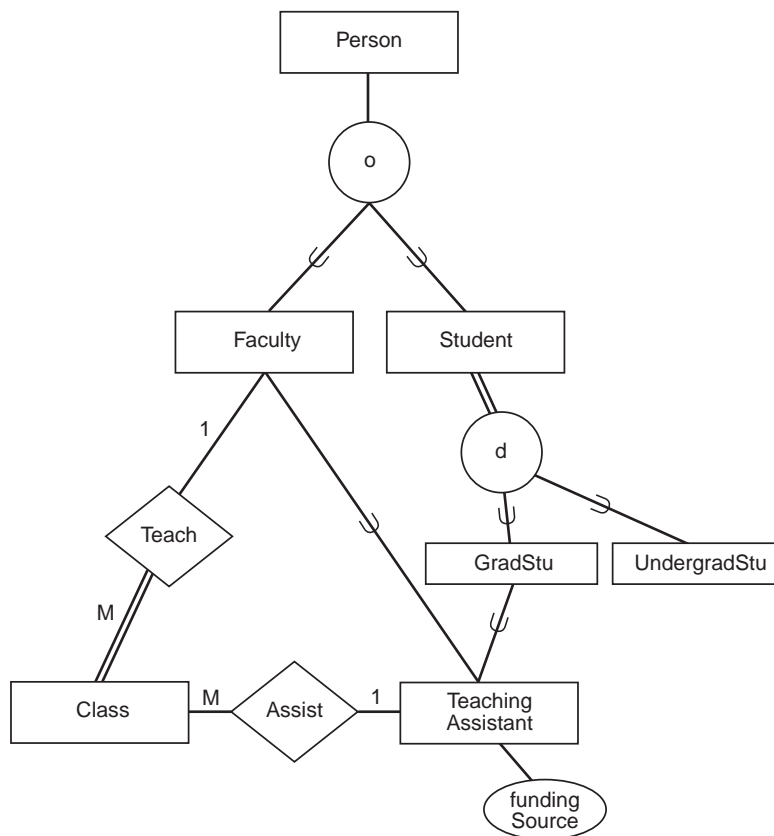 Person
o
Faculty
Student
1
d
Teach
GradStu
UndergradStu
M
Class
M
Assist
1
Teaching
Assistant
funding
Source